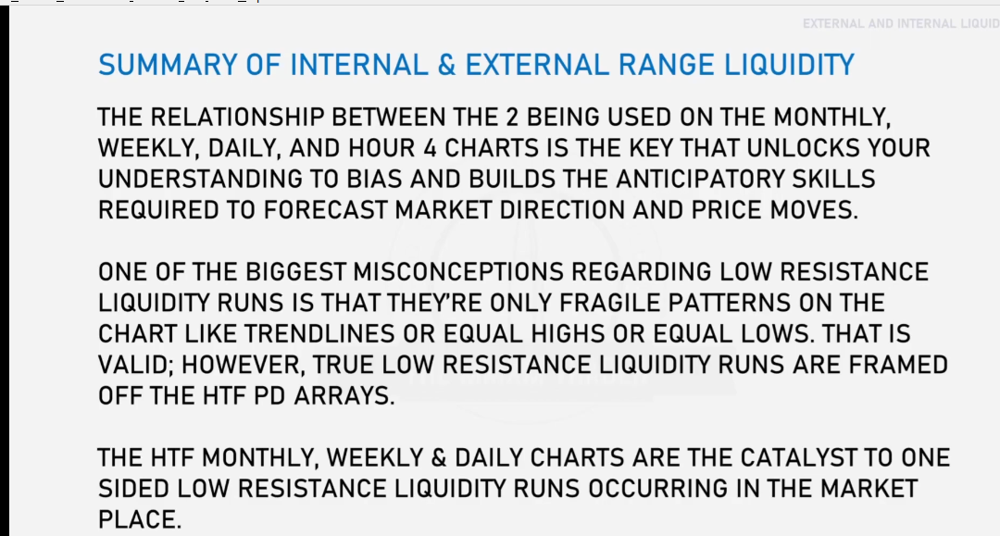 EXTERNAL AND INTERNAL LIQUID
SUMMARY OF INTERNAL & EXTERNAL RANGE LIQUIDITY
THE RELATIONSHIP BETWEEN THE 2 BEING USED ON THE MONTHLY,
WEEKLY, DAILY, AND HOUR 4 CHARTS IS THE KEY THAT UNLOCKS YOUR
UNDERSTANDING TO BIAS AND BUILDS THE ANTICIPATORY SKILLS
REQUIRED TO FORECAST MARKET DIRECTION AND PRICE MOVES.
ONE OF THE BIGGEST MISCONCEPTIONS REGARDING LOW RESISTANCE
LIQUIDITY RUNS IS THAT THEY'RE ONLY FRAGILE PATTERNS ON THE
CHART LIKE TRENDLINES OR EQUAL HIGHS OR EQUAL LOWS. THAT IS
VALID; HOWEVER, TRUE LOW RESISTANCE LIQUIDITY RUNS ARE FRAMED
OFF THE HTF PD ARRAYS.
THE HTF MONTHLY, WEEKLY & DAILY CHARTS ARE THE CATALYST TO ONE
SIDED LOW RESISTANCE LIQUIDITY RUNS OCCURRING IN THE MARKET
PLACE.